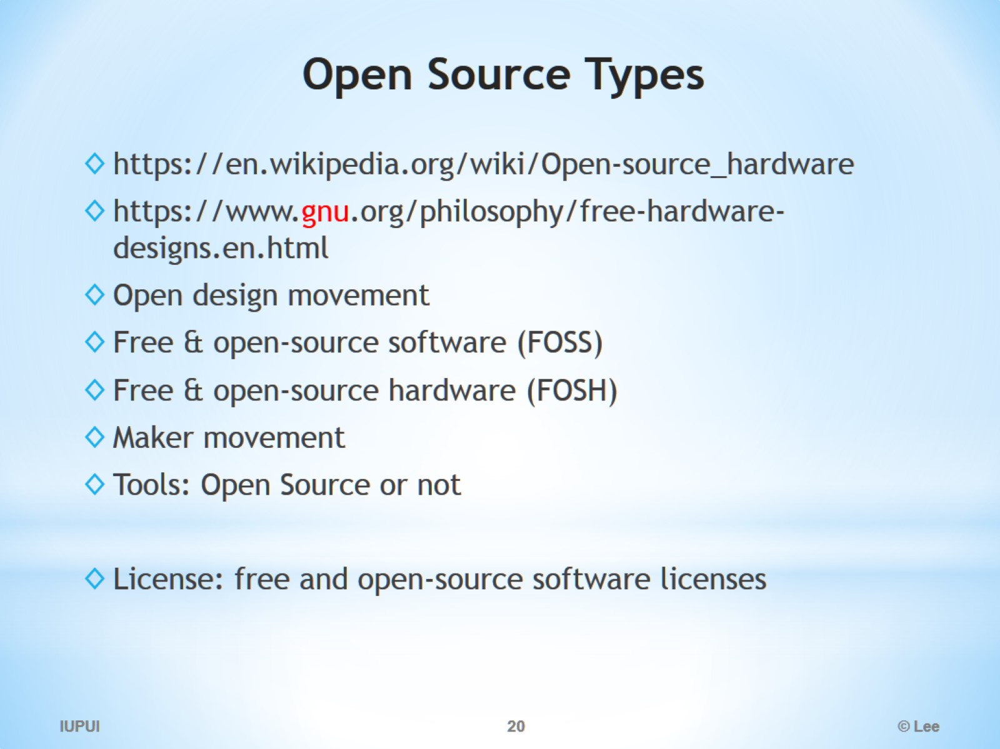 Open Source Types
◇ https://en.wikipedia.org/wiki/Open-source_hardware
◇ https://www.gnu.org/philosophy/free-hardware-
designs.en.html
◇ Open design movement
◇ Free & open-source software (FOSS)
◇ Free & open-source hardware (FOSH)
◇ Maker movement
◇ Tools: Open Source or not
◇ License: free and open-source software licenses
IUPUI 20 © Lee